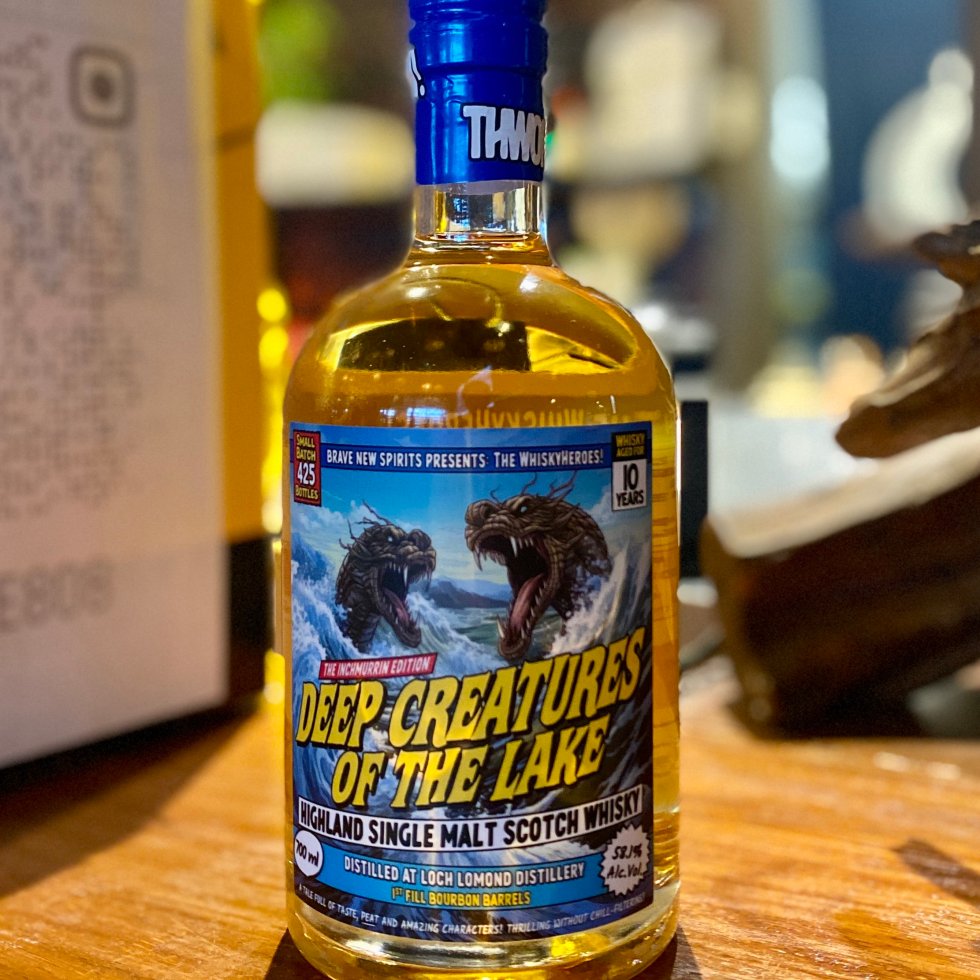 THWO
SMALL
BATCH
425
BOTTLES
BRAVE NEW SPIRITS PRESENTS: THE WHISKYHEROES!
WHISKY
AGED FOR
10
YEARS
THE INCHMURRIN EDITION
DEEP CREATURES
OF THE LAKE
HIGHLAND SINGLE MALT SCOTCH WHISKY
700 ml
DISTILLED AT LOCH LOMOND DISTILLERY
1ST FILL BOURBON BARRELS
58.1%
Alc.Vol.
A TALE FULL OF TASTE, PEAT AND AMAZING CHARACTERS! THRILLING WITHOUT CHILL-FILTERING!
E808